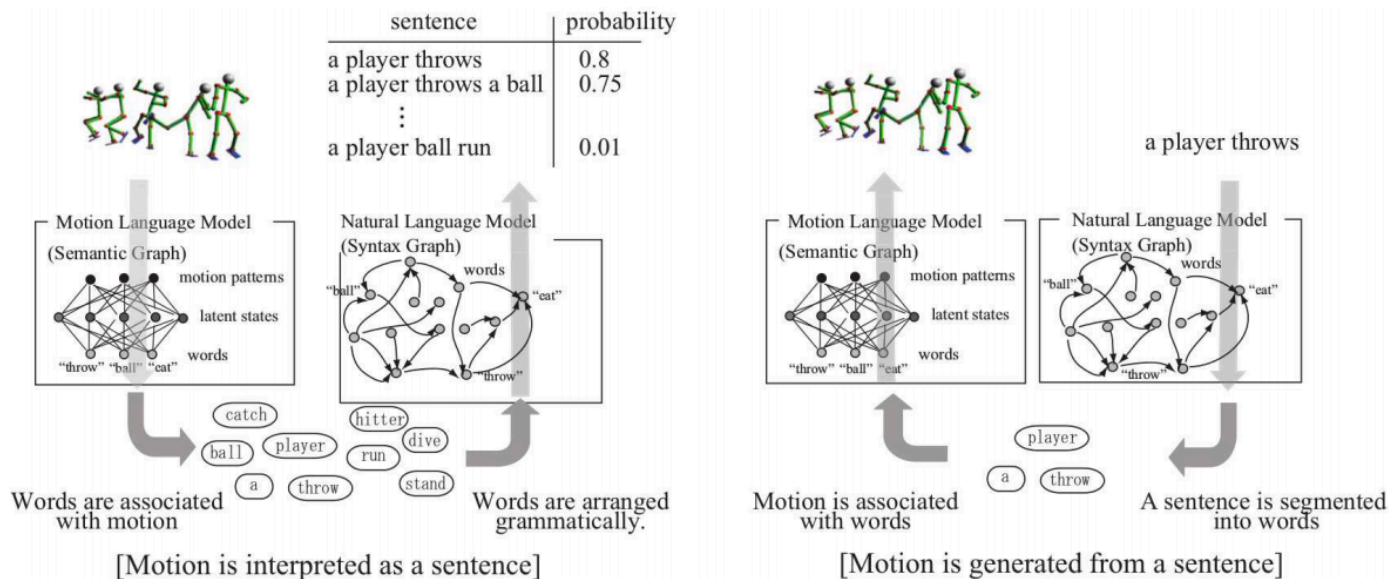 sentence probability
a player throws 0.8
a player throws a ball 0.75
⋮
a player ball run 0.01
Motion Language Model
(Semantic Graph)
motion patterns
latent states
words
"throw" "ball" "eat"
Natural Language Model
(Syntax Graph)
words
"ball"
"eat"
"throw"
catch
hitter
ball
player
run
dive
a
throw
stand
Words are associated
with motion
Words are arranged
grammatically.
[Motion is interpreted as a sentence]
a player throws
Motion Language Model
(Semantic Graph)
motion patterns
latent states
words
"throw" "ball" "eat"
Natural Language Model
(Syntax Graph)
words
"ball"
"eat"
"throw"
player
a
throw
Motion is associated
with words
A sentence is segmented
into words
[Motion is generated from a sentence]